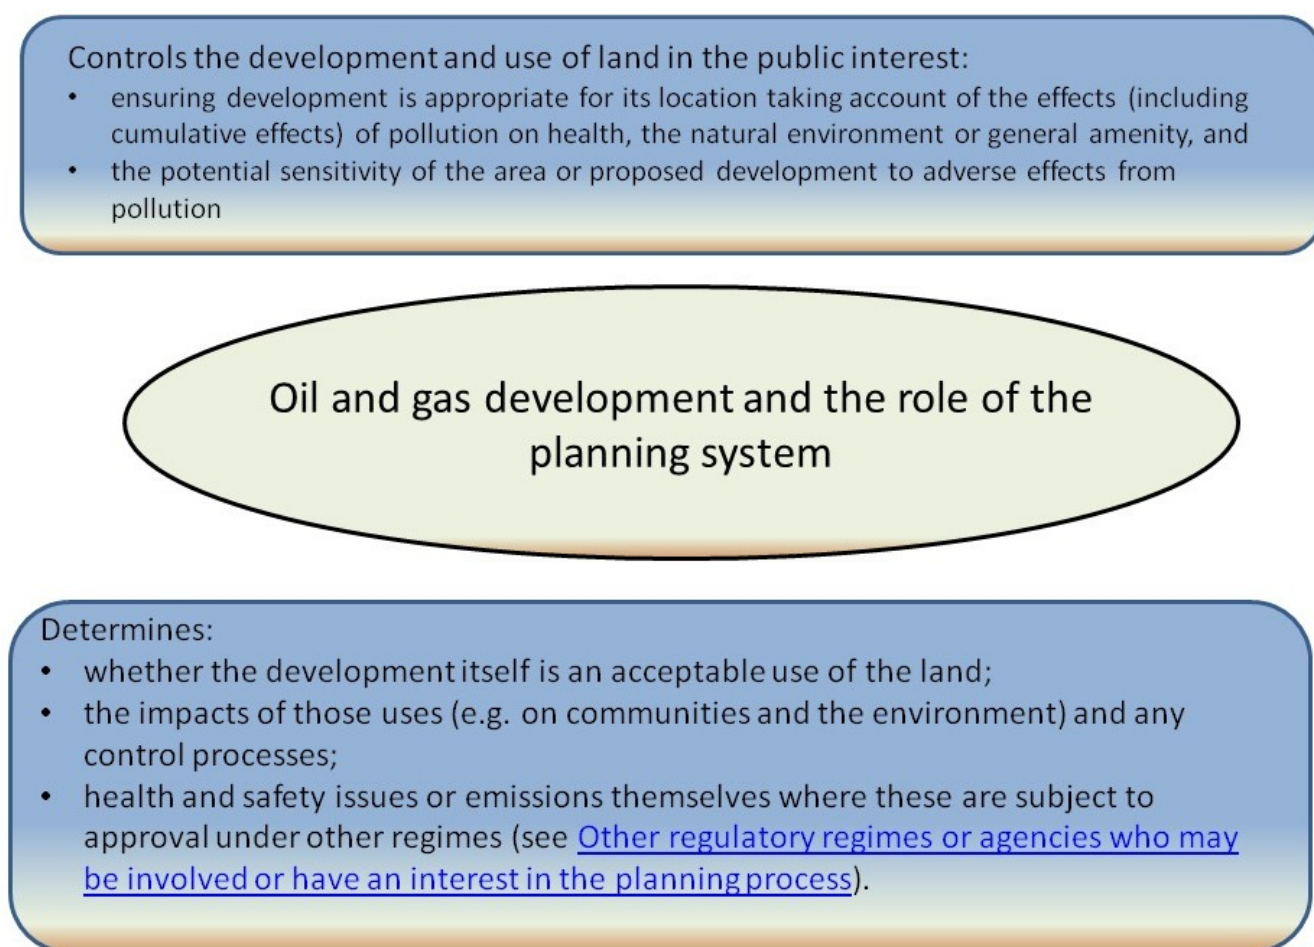 Controls the development and use of land in the public interest:
• ensuring development is appropriate for its location taking account of the effects (including
cumulative effects) of pollution on health, the natural environment or general amenity, and
• the potential sensitivity of the area or proposed development to adverse effects from
pollution
Oil and gas development and the role of the
planning system
Determines:
• whether the development itself is an acceptable use of the land;
• the impacts of those uses (e.g. on communities and the environment) and any
control processes;
• health and safety issues or emissions themselves where these are subject to
approval under other regimes (see Other regulatory regimes or agencies who may
be involved or have an interest in the planning process).